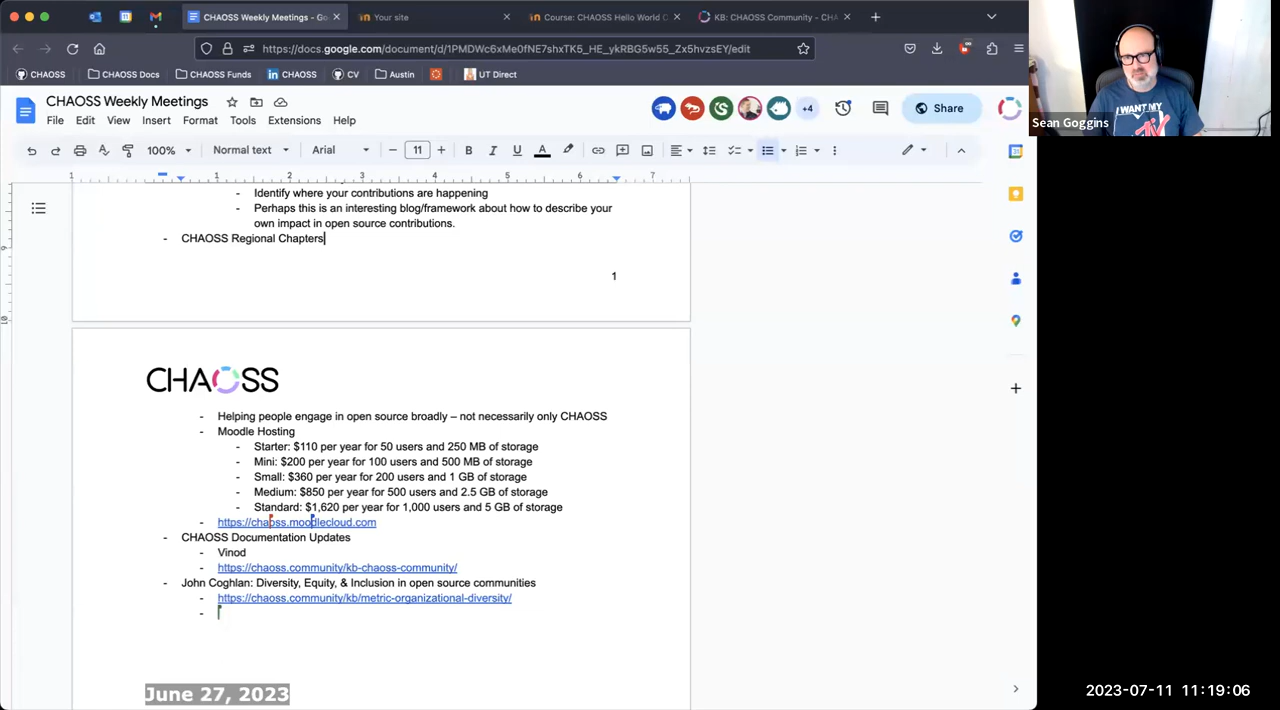 CHAOSS Weekly Meetings - Go
Your site
Course: CHAOSS Hello World C
KB: CHAOSS Community - CHA
https://docs.google.com/document/d/1PMDWc6xMe0fNE7shxTK5_HE_ykRBG5w55_Zx5hvzsEY/edit
CHAOSS
CHAOSS Docs
CHAOSS Funds
CHAOSS
CV
Austin
UT Direct
CHAOSS Weekly Meetings
+4
Share
File Edit View Insert Format Tools Extensions Help
100% Normal text Arial 11
1 1 2 3 4 5 6 7
- Identify where your contributions are happening
- Perhaps this is an interesting blog/framework about how to describe your
own impact in open source contributions.
- CHAOSS Regional Chapters
1
CHAOSS
- Helping people engage in open source broadly – not necessarily only CHAOSS
- Moodle Hosting
- Starter: $110 per year for 50 users and 250 MB of storage
- Mini: $200 per year for 100 users and 500 MB of storage
- Small: $360 per year for 200 users and 1 GB of storage
- Medium: $850 per year for 500 users and 2.5 GB of storage
- Standard: $1,620 per year for 1,000 users and 5 GB of storage
- https://chaoss.moodlecloud.com
- CHAOSS Documentation Updates
- Vinod
- https://chaoss.community/kb-chaoss-community/
- John Coghlan: Diversity, Equity, & Inclusion in open source communities
- https://chaoss.community/kb/metric-organizational-diversity/
-
June 27, 2023
I WANT MY
Sean Goggins
2023-07-11 11:19:06